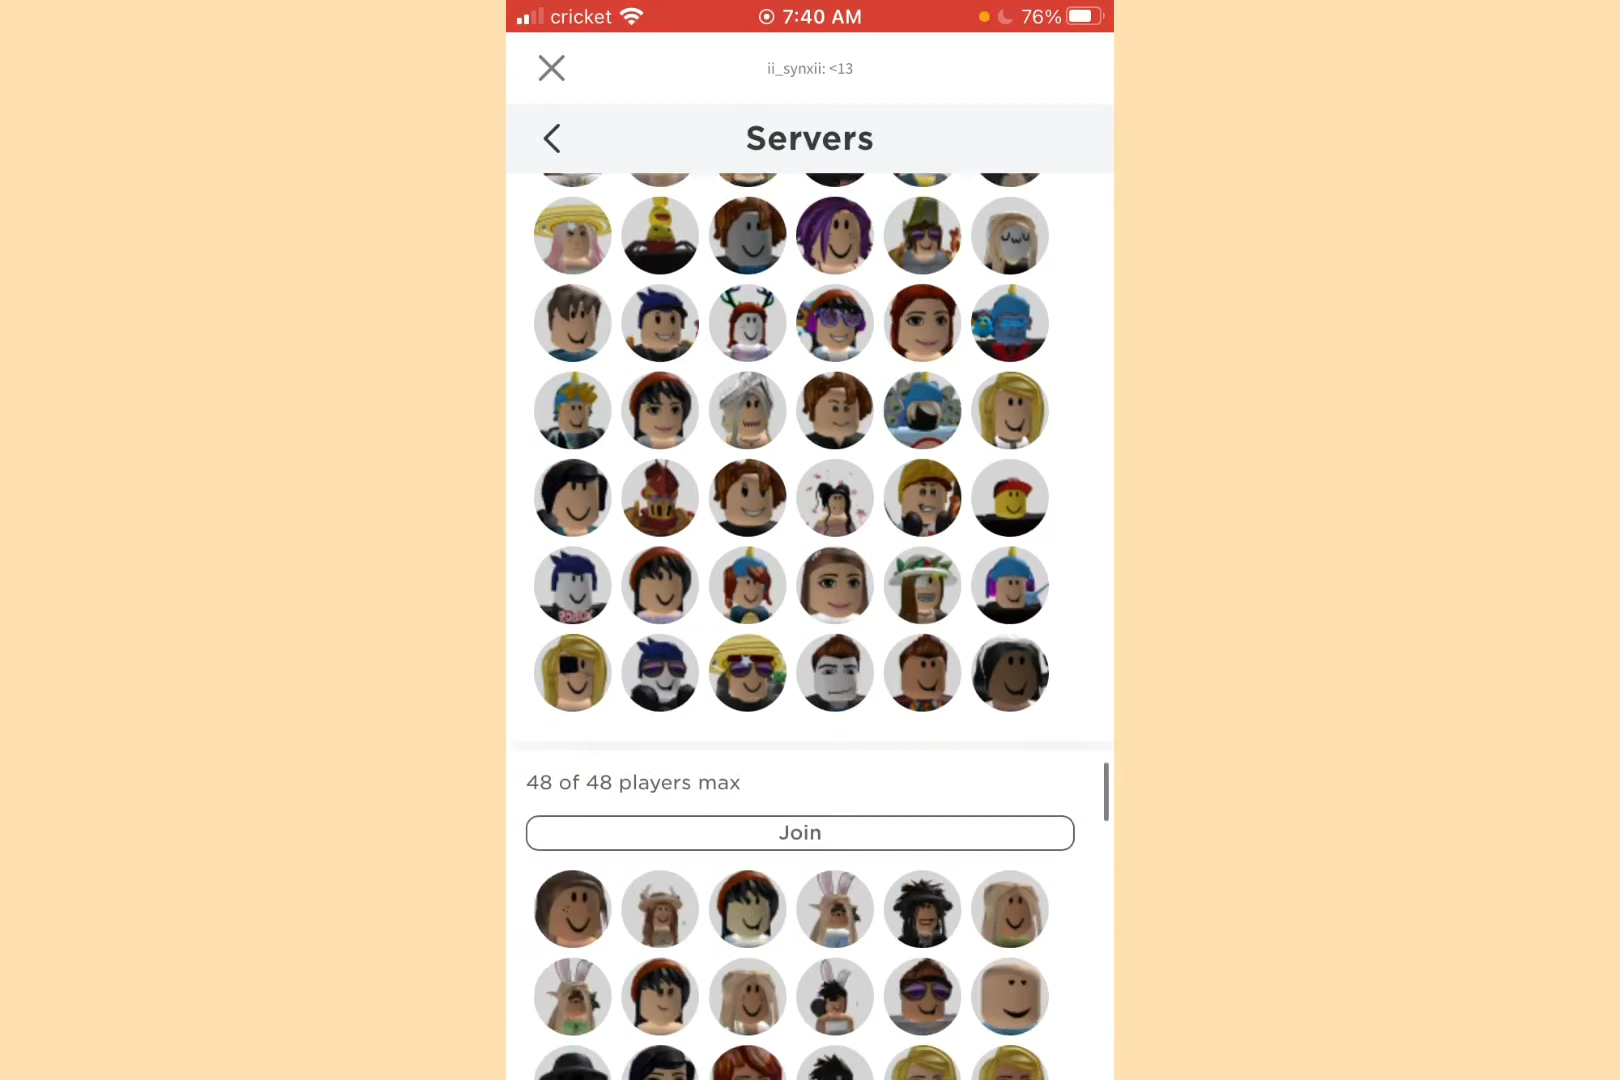 cricket 7:40 AM 76%
ii_synxii: <13
Servers
48 of 48 players max
Join